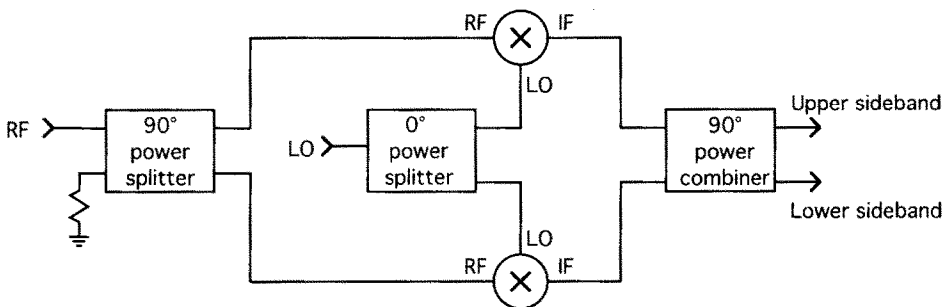 RF
IF
LO
RF
90°
power
splitter
LO
0°
power
splitter
90°
power
combiner
Upper sideband
Lower sideband
LO
RF
IF